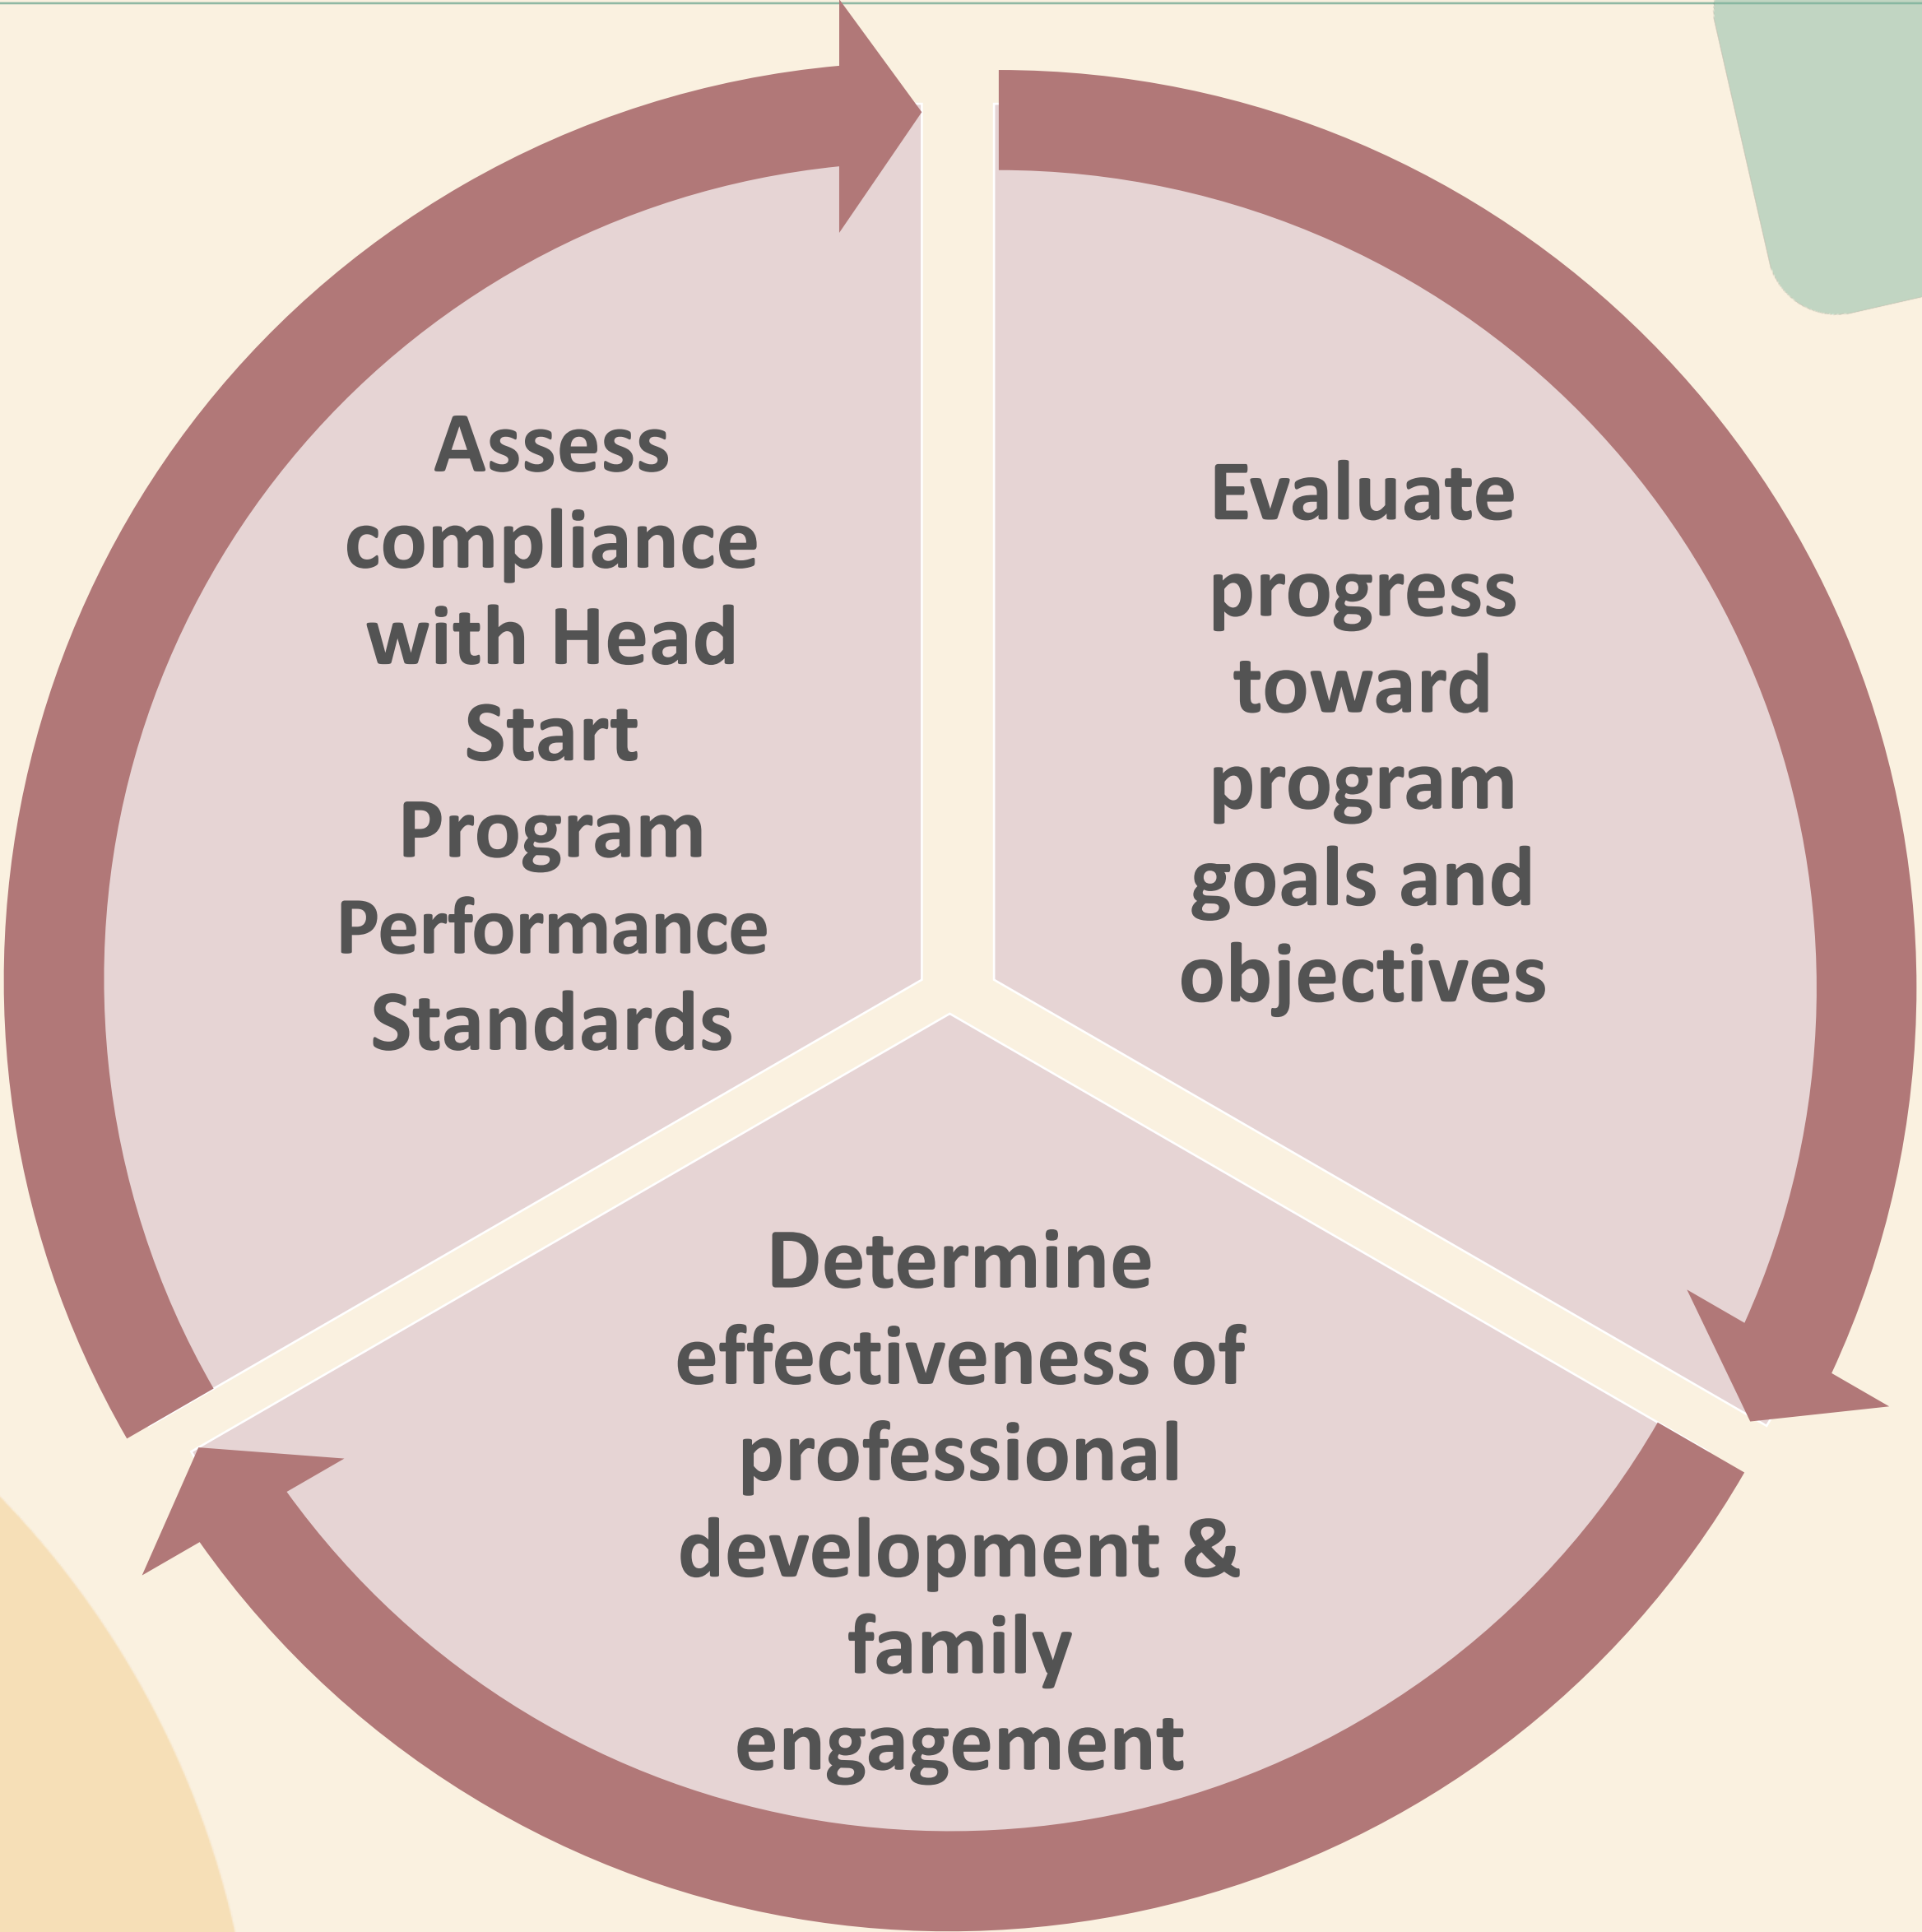 Assess
compliance
with Head
Start
Program
Performance
Standards
Evaluate
progress
toward
program
goals and
objectives
Determine
effectiveness of
professional
development &
family
engagement